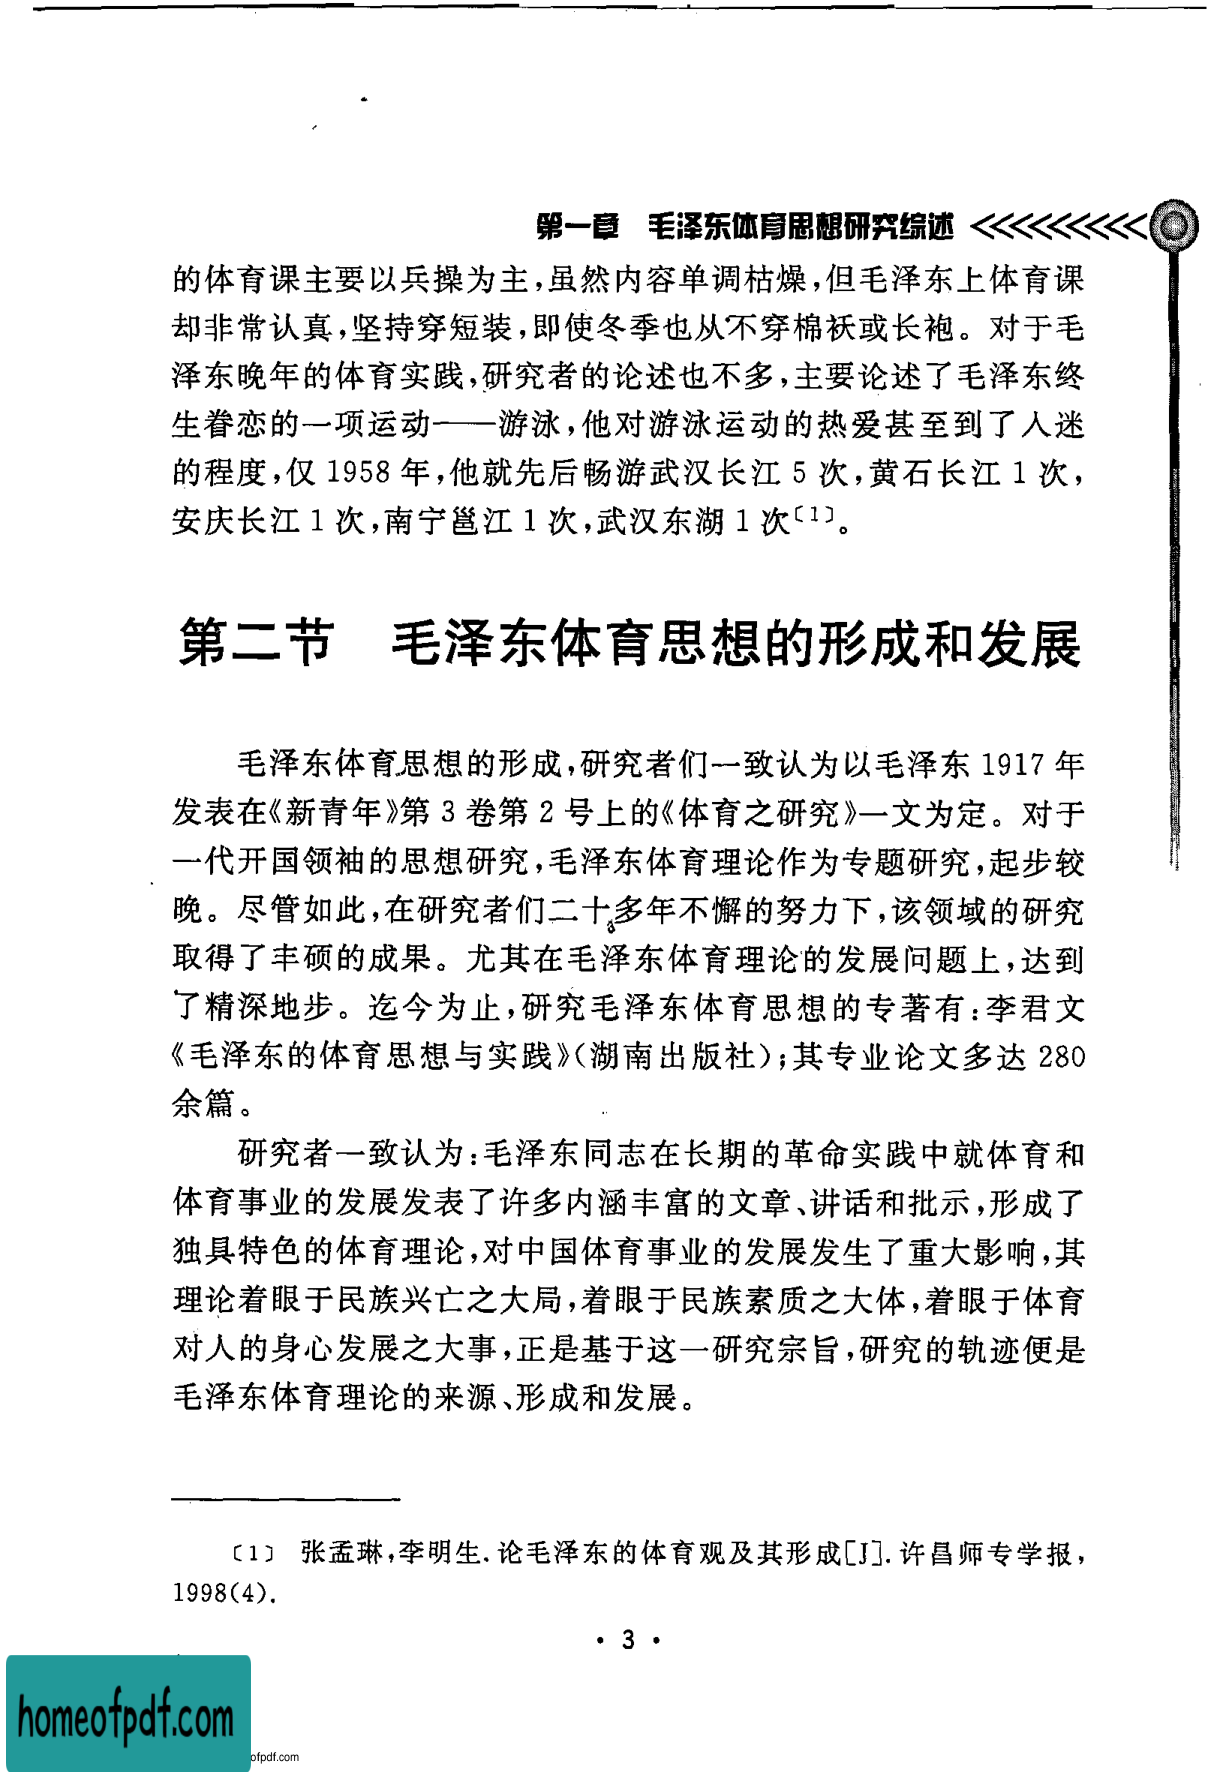 第一章 毛泽东体育思想研究综述
的体育课主要以兵操为主,虽然内容单调枯燥,但毛泽东上体育课
却非常认真,坚持穿短装,即使冬季也从不穿棉袄或长袍。对于毛
泽东晚年的体育实践,研究者的论述也不多,主要论述了毛泽东终
生眷恋的一项运动——游泳,他对游泳运动的热爱甚至到了入迷
的程度,仅 1958 年,他就先后畅游武汉长江 5 次,黄石长江 1 次,
安庆长江 1 次,南宁邕江 1 次,武汉东湖 1 次〔1〕。
第二节 毛泽东体育思想的形成和发展
毛泽东体育思想的形成,研究者们一致认为以毛泽东 1917 年
发表在《新青年》第 3 卷第 2 号上的《体育之研究》一文为定。对于
一代开国领袖的思想研究,毛泽东体育理论作为专题研究,起步较
晚。尽管如此,在研究者们二十多年不懈的努力下,该领域的研究
取得了丰硕的成果。尤其在毛泽东体育理论的发展问题上,达到
了精深地步。迄今为止,研究毛泽东体育思想的专著有:李君文
《毛泽东的体育思想与实践》(湖南出版社);其专业论文多达 280
余篇。
研究者一致认为:毛泽东同志在长期的革命实践中就体育和
体育事业的发展发表了许多内涵丰富的文章、讲话和批示,形成了
独具特色的体育理论,对中国体育事业的发展发生了重大影响,其
理论着眼于民族兴亡之大局,着眼于民族素质之大体,着眼于体育
对人的身心发展之大事,正是基于这一研究宗旨,研究的轨迹便是
毛泽东体育理论的来源、形成和发展。
〔1〕 张孟琳,李明生.论毛泽东的体育观及其形成[J].许昌师专学报,
1998(4).
· 3 ·
homeofpdf.com
ofpdf.com